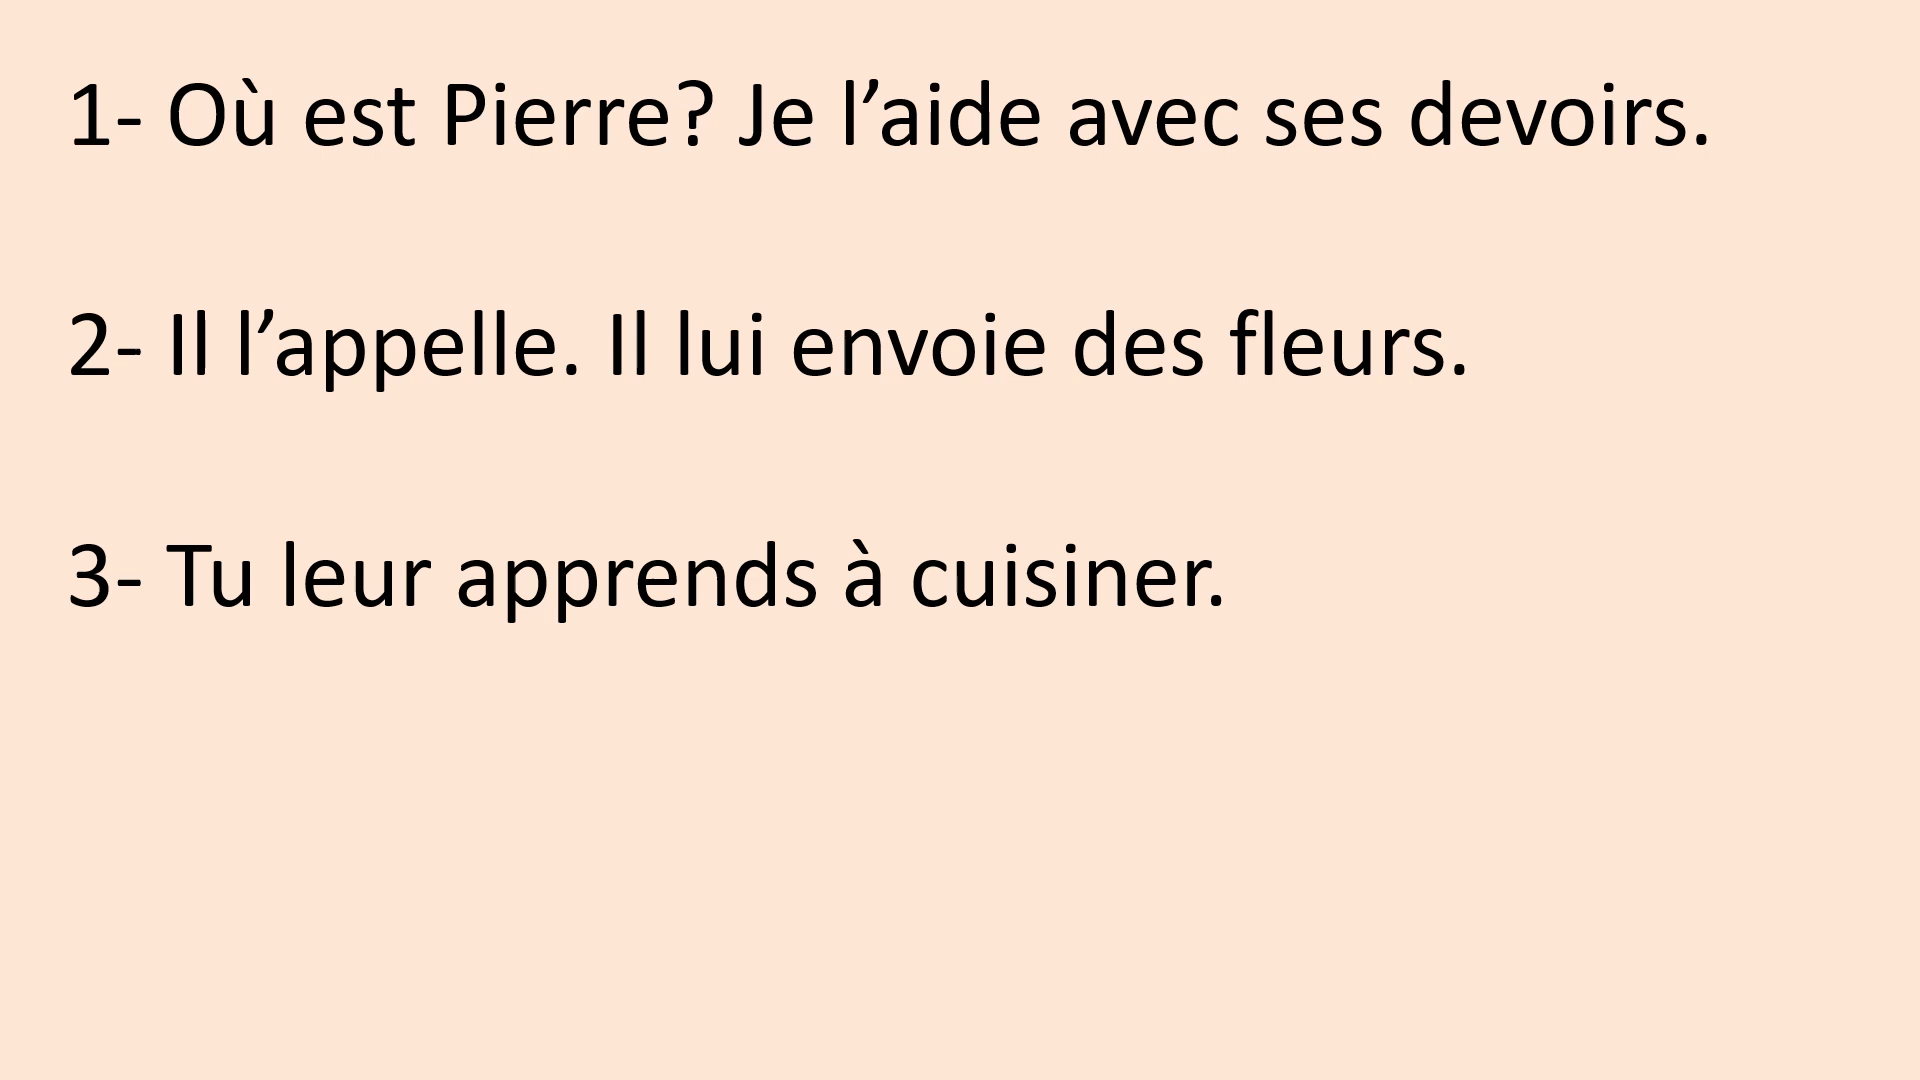 1- Où est Pierre? Je l’aide avec ses devoirs.
2- Il l’appelle. Il lui envoie des fleurs.
3- Tu leur apprends à cuisiner.